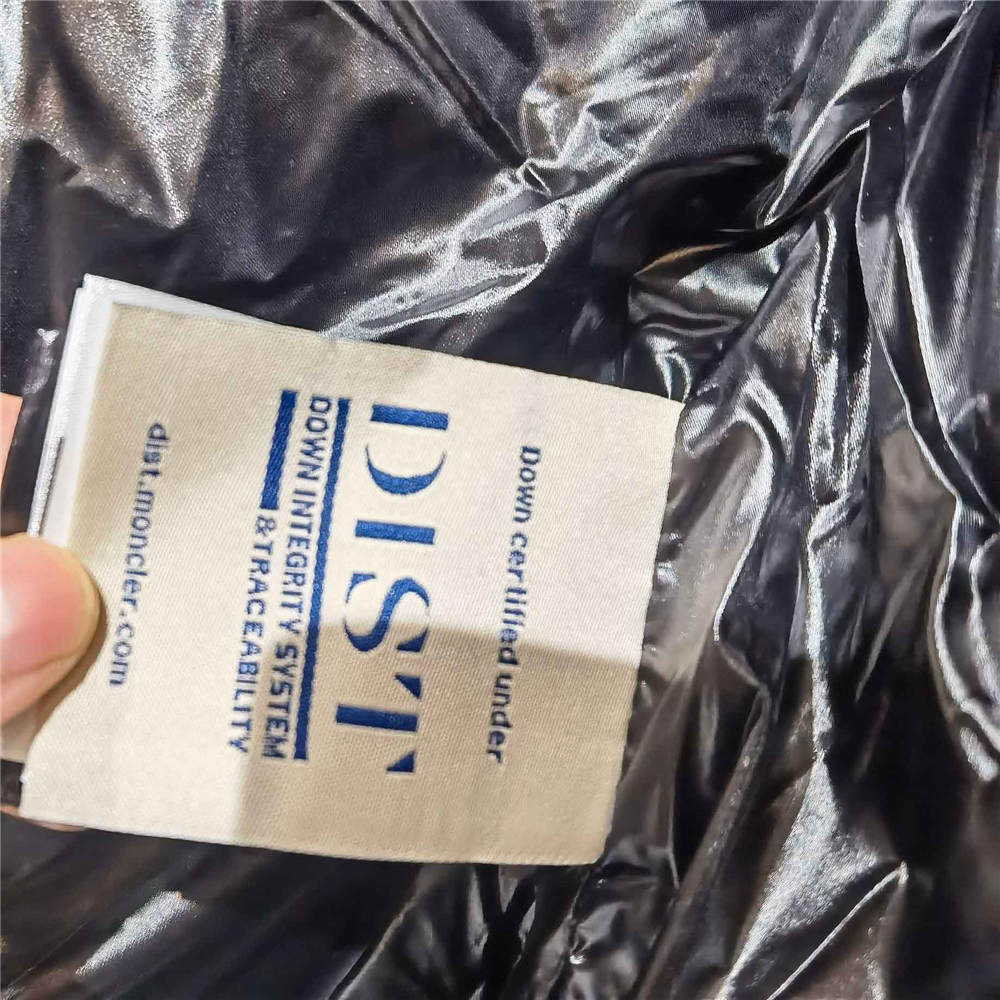 Down certified under
DIST
DOWN INTEGRITY SYSTEM
&TRACEABILITY
dist.moncler.com